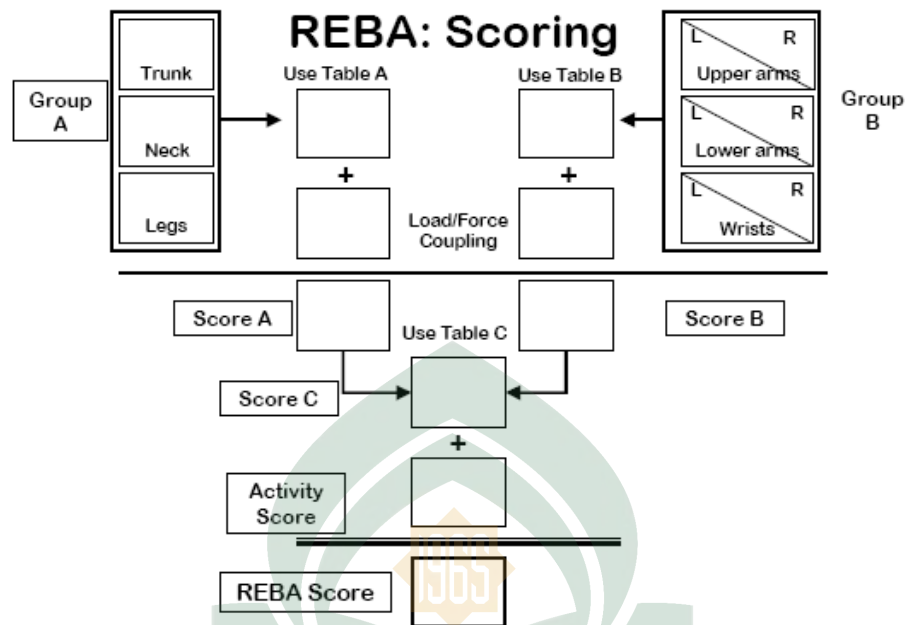 REBA: Scoring
Group
A
Trunk
Neck
Legs
Use Table A
+
Use Table B
+
Load/Force
Coupling
L R
Upper arms
L R
Lower arms
L R
Wrists
Group
B
Score A
Score B
Use Table C
Score C
+
Activity
Score
REBA Score
1965